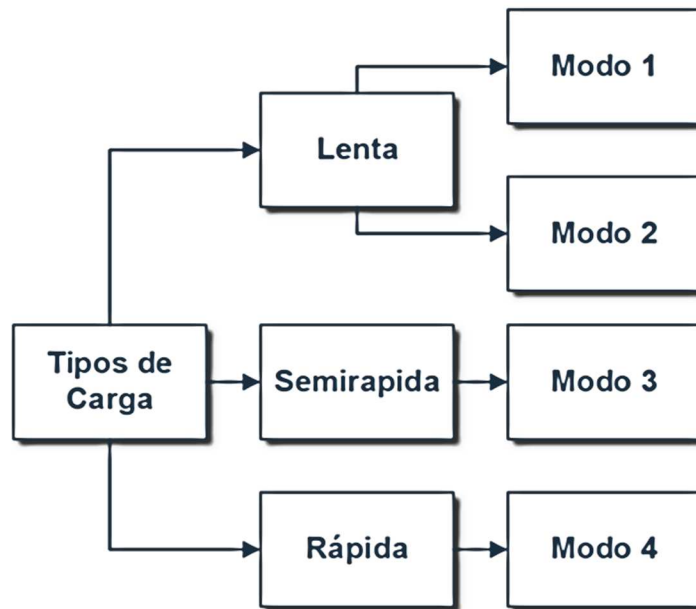 Modo 1
Lenta
Modo 2
Tipos de
Carga
Semirapida
Modo 3
Rápida
Modo 4